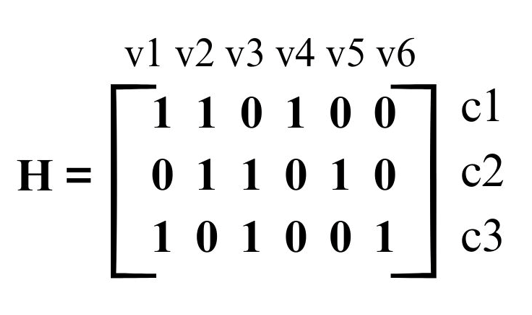 v1 v2 v3 v4 v5 v6
1 1 0 1 0 0 c1
H = 0 1 1 0 1 0 c2
1 0 1 0 0 1 c3